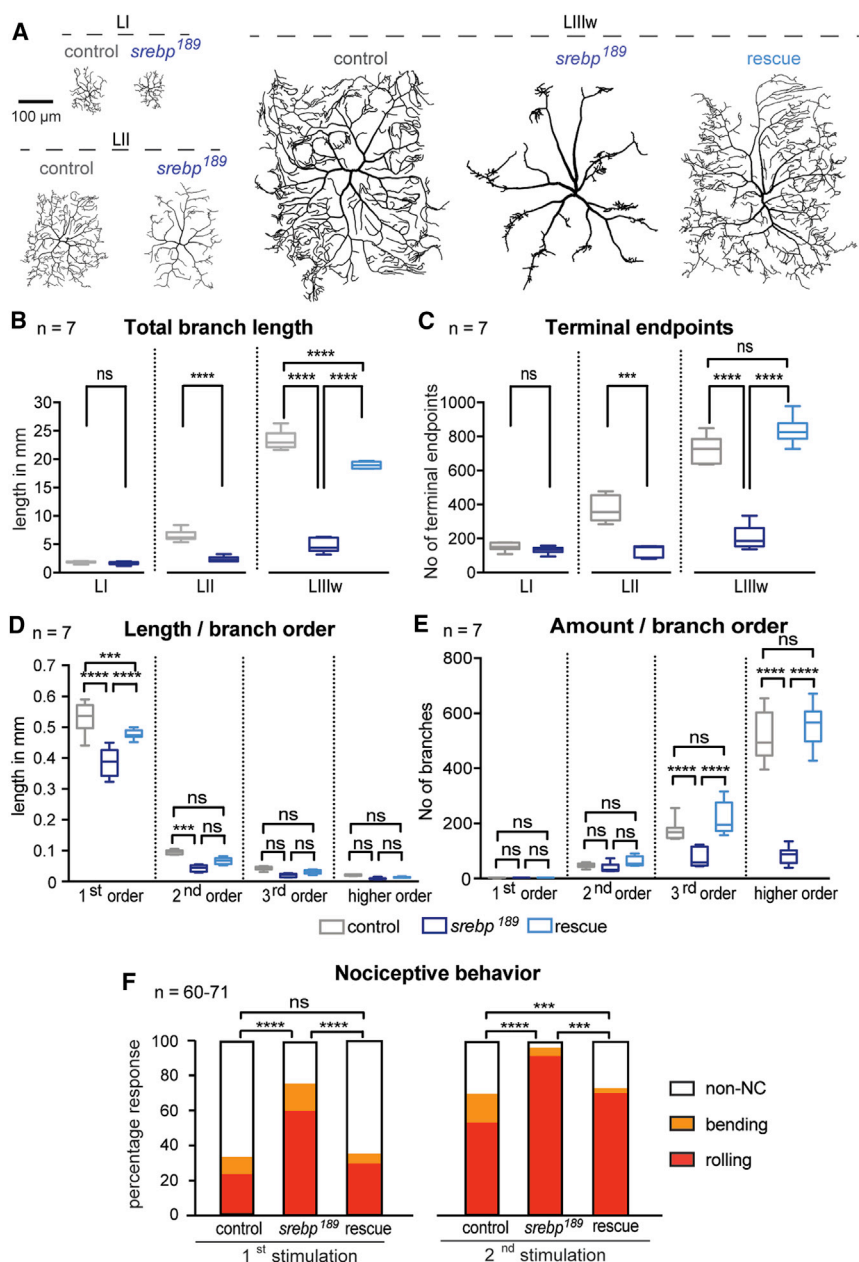 A
LI
control srebp189
100 µm
LII
control srebp189
LIIIw
control srebp189 rescue
B n = 7 Total branch length
ns **** **** **** ****
length in mm
30
25
20
15
10
5
0
LI LII LIIIw
C n = 7 Terminal endpoints
ns *** ns **** ****
No of terminal endpoints
1000
800
600
400
200
0
LI LII LIIIw
D n = 7 Length / branch order
*** **** **** ns *** ns ns ns ns ns ns ns
length in mm
0.7
0.6
0.5
0.4
0.3
0.2
0.1
0
1st order 2nd order 3rd order higher order
E n = 7 Amount / branch order
ns ns ns ns ns ns ns **** **** ns **** ****
No of branches
800
600
400
200
0
1st order 2nd order 3rd order higher order
control srebp189 rescue
F Nociceptive behavior
n = 60-71
ns **** ****
*** **** ***
percentage response
100
80
60
40
20
0
control srebp189 rescue
1st stimulation
control srebp189 rescue
2nd stimulation
non-NC
bending
rolling